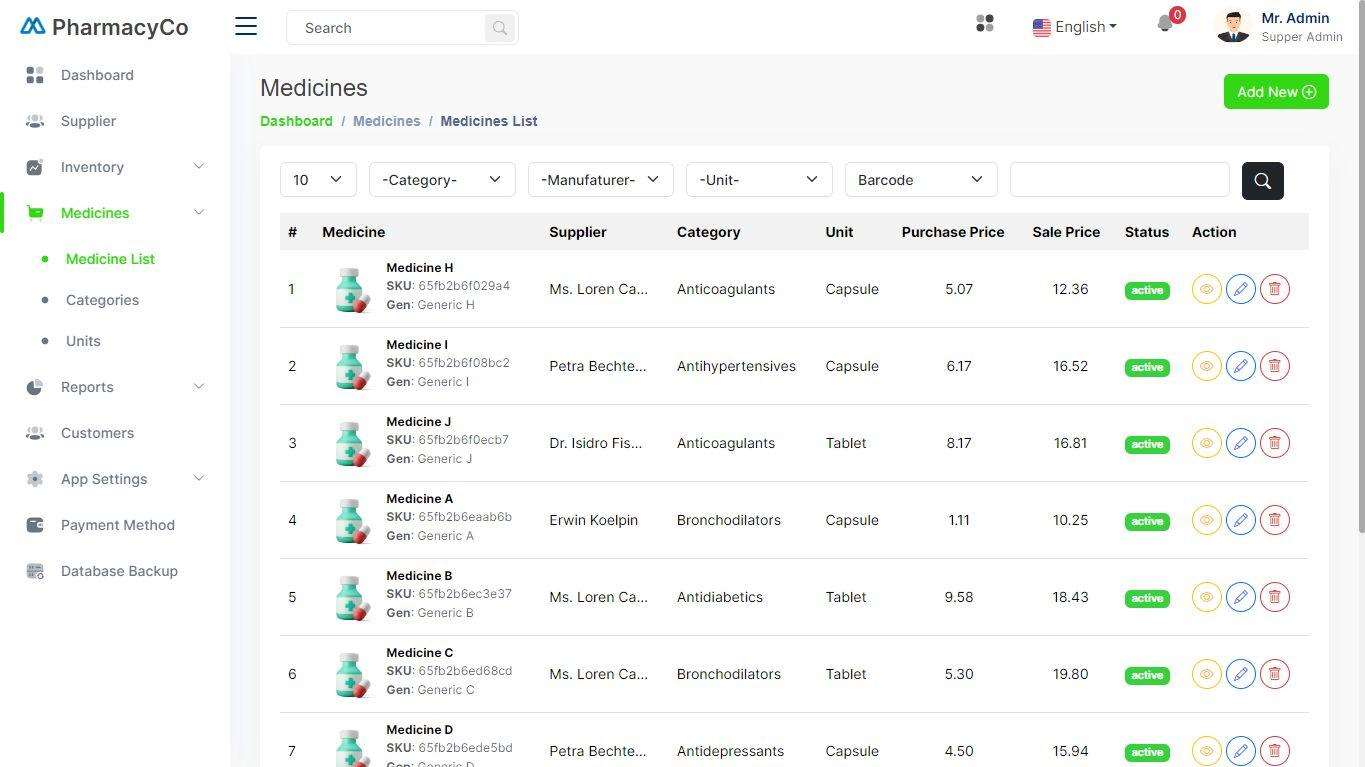 PharmacyCo
Search
English
0
Mr. Admin
Supper Admin
Dashboard
Supplier
Inventory
Medicines
Medicine List
Categories
Units
Reports
Customers
App Settings
Payment Method
Database Backup
Medicines
Add New
Dashboard / Medicines / Medicines List
10 -Category- -Manufaturer- -Unit- Barcode
# Medicine Supplier Category Unit Purchase Price Sale Price Status Action
Medicine H
SKU: 65fb2b6f029a4
Gen: Generic H
1 Ms. Loren Ca... Anticoagulants Capsule 5.07 12.36 active
Medicine I
SKU: 65fb2b6f08bc2
Gen: Generic I
2 Petra Bechte... Antihypertensives Capsule 6.17 16.52 active
Medicine J
SKU: 65fb2b6f0ecb7
Gen: Generic J
3 Dr. Isidro Fis... Anticoagulants Tablet 8.17 16.81 active
Medicine A
SKU: 65fb2b6eaab6b
Gen: Generic A
4 Erwin Koelpin Bronchodilators Capsule 1.11 10.25 active
Medicine B
SKU: 65fb2b6ec3e37
Gen: Generic B
5 Ms. Loren Ca... Antidiabetics Tablet 9.58 18.43 active
Medicine C
SKU: 65fb2b6ed68cd
Gen: Generic C
6 Ms. Loren Ca... Bronchodilators Tablet 5.30 19.80 active
Medicine D
SKU: 65fb2b6ede5bd
Gen: Generic D
7 Petra Bechte... Antidepressants Capsule 4.50 15.94 active